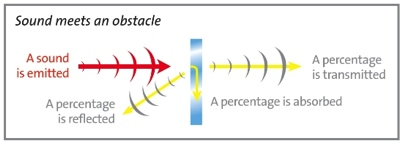 Sound meets an obstacle
A sound
is emitted
A percentage
is transmitted
A percentage
is reflected
A percentage is absorbed